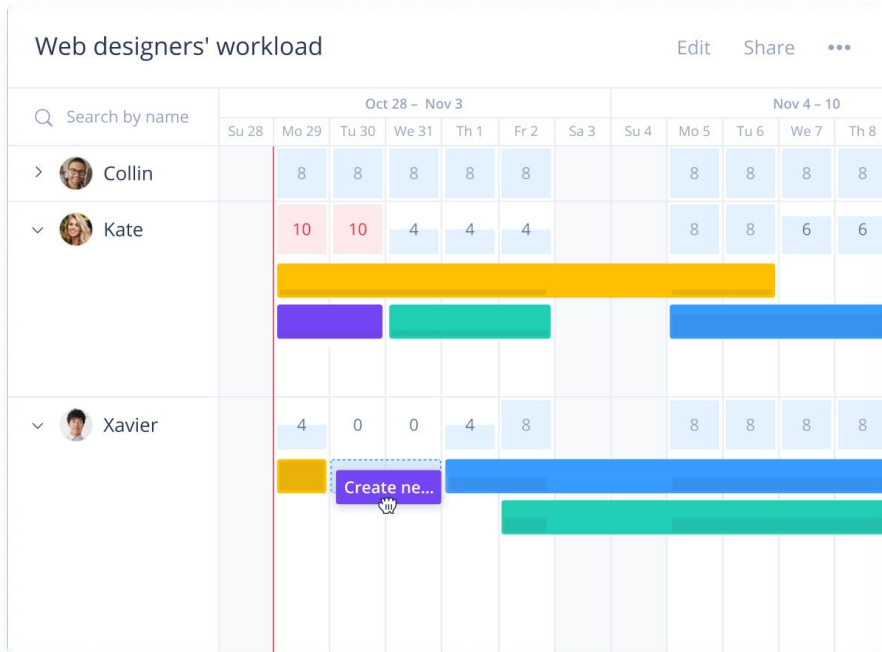 Web designers' workload
Edit Share •••
Search by name
Oct 28 – Nov 3 Nov 4 – 10
Su 28 Mo 29 Tu 30 We 31 Th 1 Fr 2 Sa 3 Su 4 Mo 5 Tu 6 We 7 Th 8
Collin 8 8 8 8 8 8 8 8 8
Kate 10 10 4 4 4 8 8 6 6
Xavier 4 0 0 4 8 8 8 8 8
Create ne...